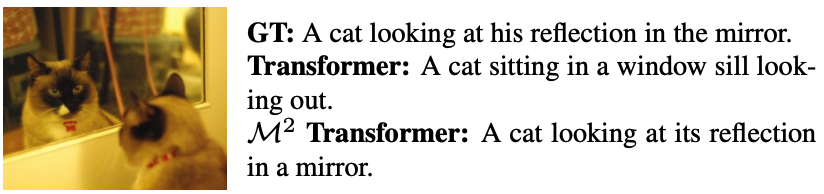 GT: A cat looking at his reflection in the mirror.
Transformer: A cat sitting in a window sill look-
ing out.
M² Transformer: A cat looking at its reflection
in a mirror.